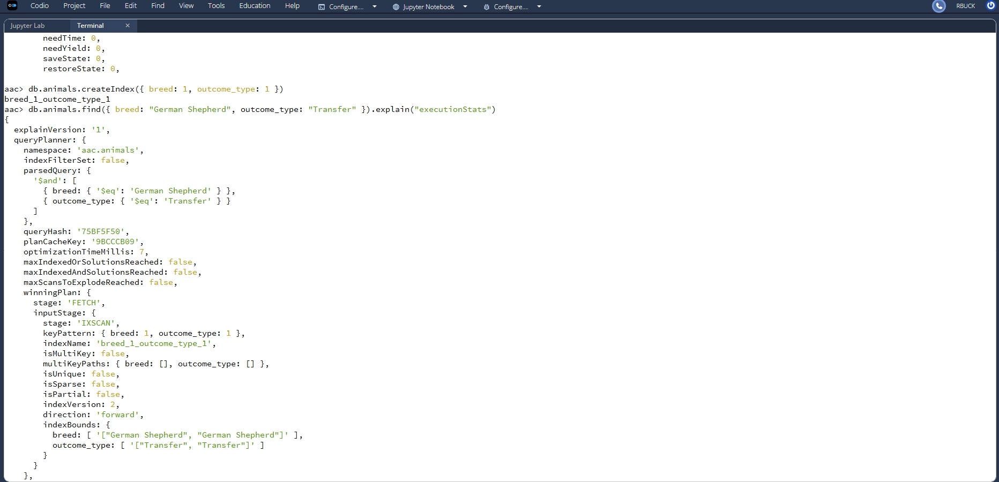 Codio Project File Edit Find View Tools Education Help Configure.... Jupyter Notebook Configure.... RBUCK
Jupyter Lab Terminal ×
needTime: 0,
needYield: 0,
saveState: 0,
restoreState: 0,
aac> db.animals.createIndex({ breed: 1, outcome_type: 1 })
breed_1_outcome_type_1
aac> db.animals.find({ breed: "German Shepherd", outcome_type: "Transfer" }).explain("executionStats")
{
explainVersion: '1',
queryPlanner: {
namespace: 'aac.animals',
indexFilterSet: false,
parsedQuery: {
'$and': [
{ breed: { '$eq': 'German Shepherd' } },
{ outcome_type: { '$eq': 'Transfer' } }
]
},
queryHash: '75BF5F50',
planCacheKey: '9BCCCB09',
optimizationTimeMillis: 7,
maxIndexedOrSolutionsReached: false,
maxIndexedAndSolutionsReached: false,
maxScansToExplodeReached: false,
winningPlan: {
stage: 'FETCH',
inputStage: {
stage: 'IXSCAN',
keyPattern: { breed: 1, outcome_type: 1 },
indexName: 'breed_1_outcome_type_1',
isMultiKey: false,
multiKeyPaths: { breed: [], outcome_type: [] },
isUnique: false,
isSparse: false,
isPartial: false,
indexVersion: 2,
direction: 'forward',
indexBounds: {
breed: [ '["German Shepherd", "German Shepherd"]' ],
outcome_type: [ '["Transfer", "Transfer"]' ]
}
}
},